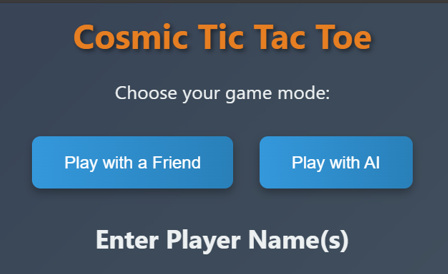 Cosmic Tic Tac Toe
Choose your game mode:
Play with a Friend
Play with AI
Enter Player Name(s)